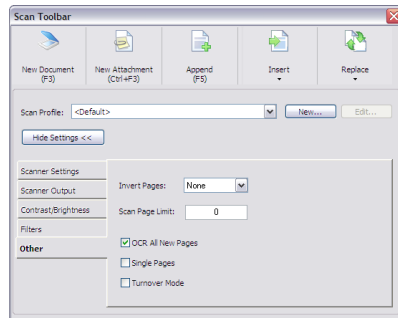 Scan Toolbar
New Document
(F3)
New Attachment
(Ctrl+F3)
Append
(F5)
Insert
Replace
Scan Profile: <Default> New... Edit...
Hide Settings <<
Scanner Settings
Scanner Output
Contrast/Brightness
Filters
Other
Invert Pages: None
Scan Page Limit: 0
OCR All New Pages
Single Pages
Turnover Mode